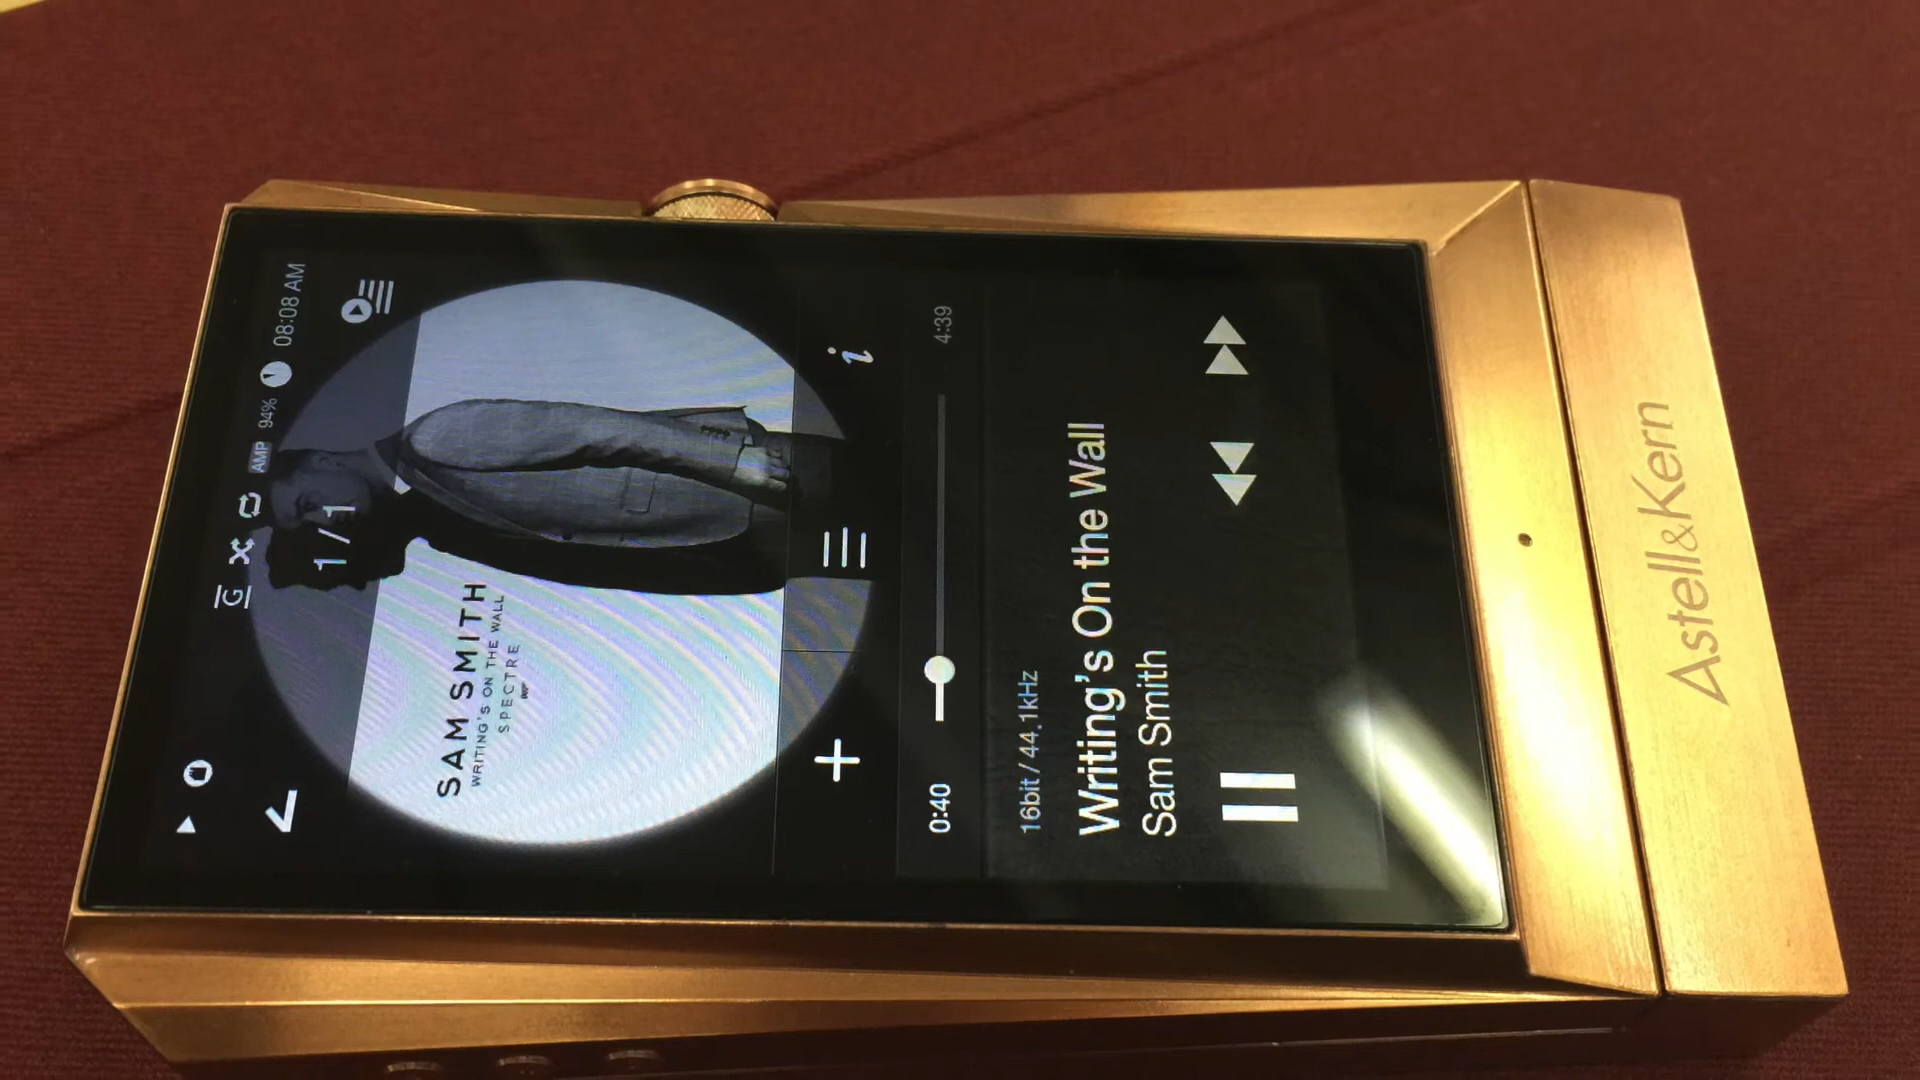 G AMP 94% 08:08 AM
1 / 1
SAM SMITH
WRITING'S ON THE WALL
SPECTRE
0:40 4:39
16bit / 44.1kHz
Writing's On the Wall
Sam Smith
Astell&Kern